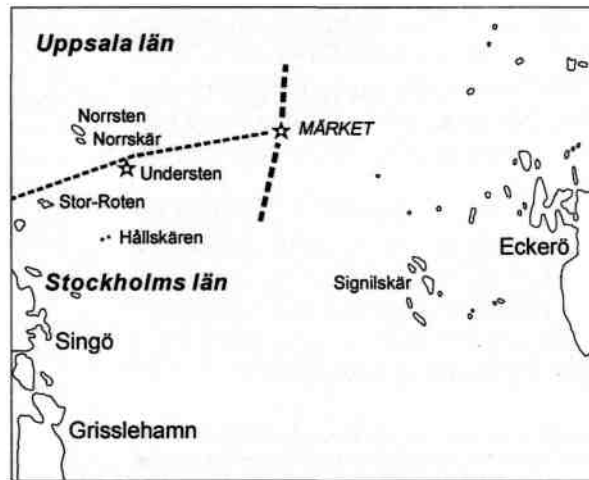 Uppsala län
Norrsten
Norrskär
MÄRKET
Understen
Stor-Roten
Hållskären
Eckerö
Stockholms län
Signilskär
Singö
Grisslehamn